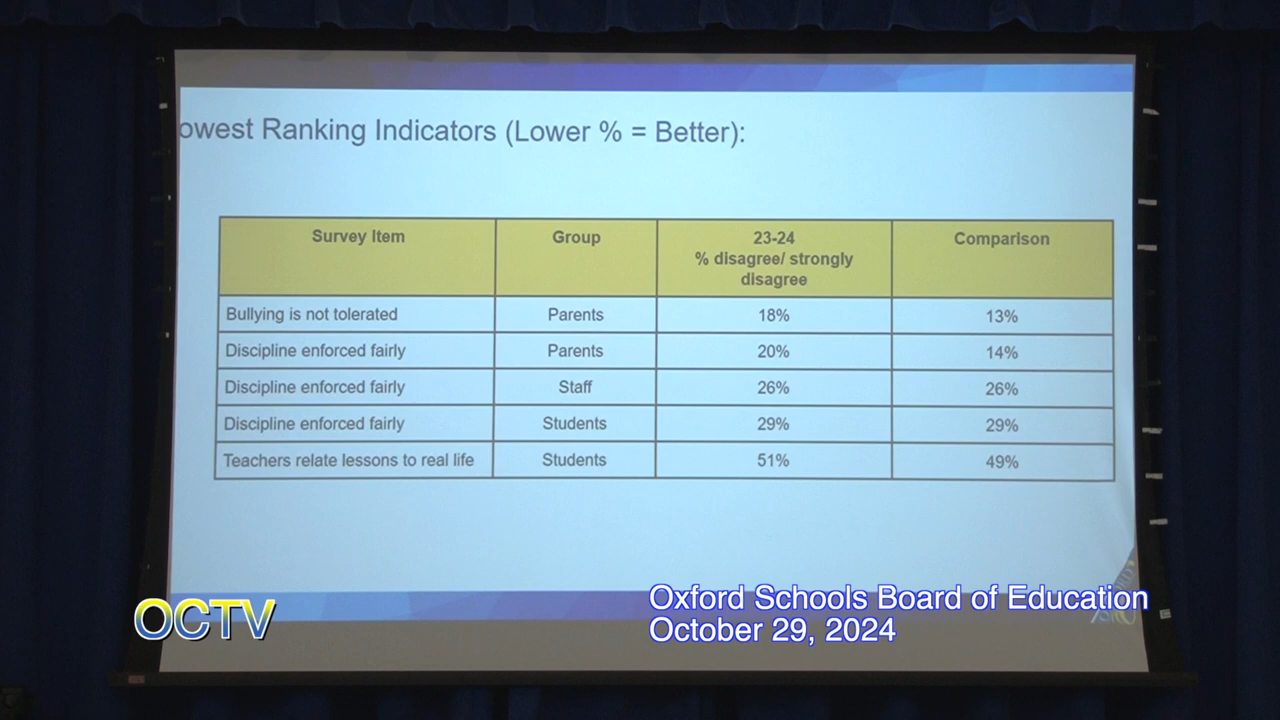 owest Ranking Indicators (Lower % = Better):
Survey Item Group 23-24 % disagree/ strongly disagree Comparison
Bullying is not tolerated Parents 18% 13%
Discipline enforced fairly Parents 20% 14%
Discipline enforced fairly Staff 26% 26%
Discipline enforced fairly Students 29% 29%
Teachers relate lessons to real life Students 51% 49%
OCTV
Oxford Schools Board of Education
October 29, 2024